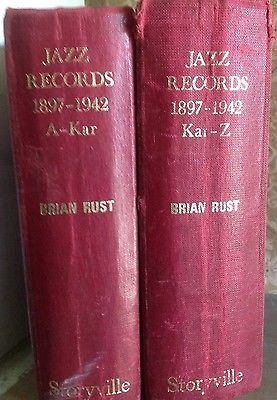 JAZZ
RECORDS
1897-1942
A-Kar
BRIAN RUST
Storyville
JAZZ
RECORDS
1897-1942
Kar-Z
BRIAN RUST
Storyville